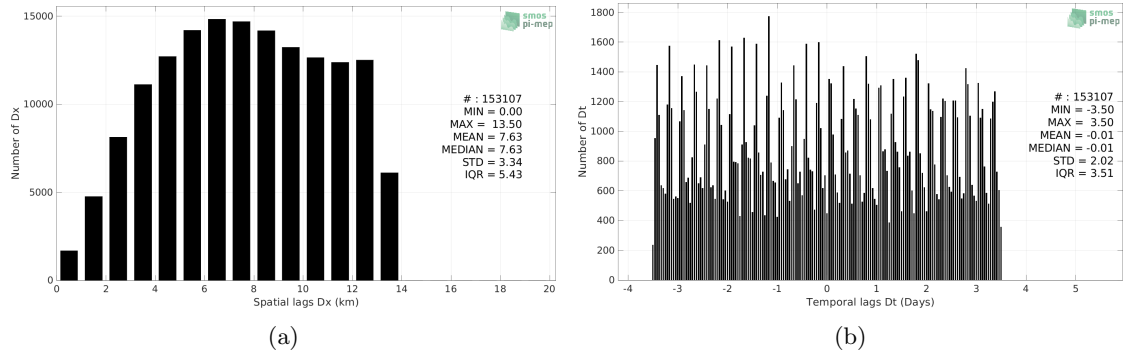 smos
pi-mep
15000
10000
5000
0
Number of Dx
# : 153107
MIN = 0.00
MAX = 13.50
MEAN = 7.63
MEDIAN = 7.63
STD = 3.34
IQR = 5.43
0 2 4 6 8 10 12 14 16 18 20
Spatial lags Dx (km)
(a)
smos
pi-mep
1800
1600
1400
1200
1000
800
600
400
200
0
Number of Dt
# : 153107
MIN = -3.50
MAX = 3.50
MEAN = -0.01
MEDIAN = -0.01
STD = 2.02
IQR = 3.51
-4 -3 -2 -1 0 1 2 3 4 5
Temporal lags Dt (Days)
(b)